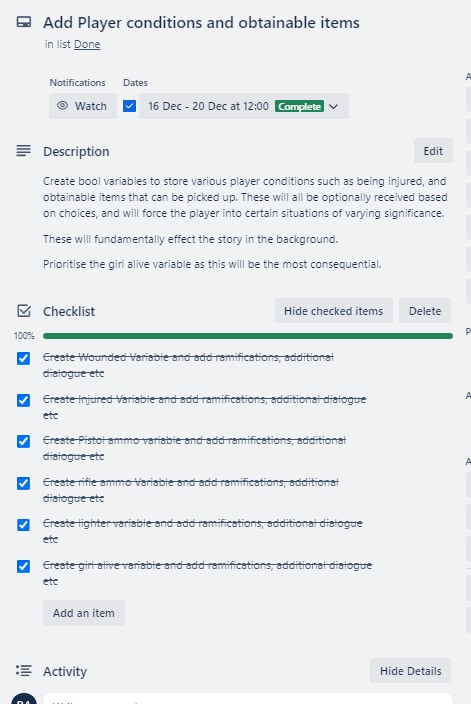 Add Player conditions and obtainable items
in list Done
Notifications Dates
Watch 16 Dec - 20 Dec at 12:00 Complete
Description Edit
Create bool variables to store various player conditions such as being injured, and
obtainable items that can be picked up. These will all be optionally received based
on choices, and will force the player into certain situations of varying significance.
These will fundamentally effect the story in the background.
Prioritise the girl alive variable as this will be the most consequential.
Checklist Hide checked items Delete
100%
Create Wounded Variable and add ramifications, additional
dialogue etc
Create Injured Variable and add ramifications, additional dialogue
etc
Create Pistol ammo variable and add ramifications, additional
dialogue etc
Create rifle ammo Variable and add ramifications, additional
dialogue etc
Create lighter variable and add ramifications, additional dialogue
etc
Create girl alive variable and add ramifications, additional dialogue
etc
Add an item
Activity Hide Details